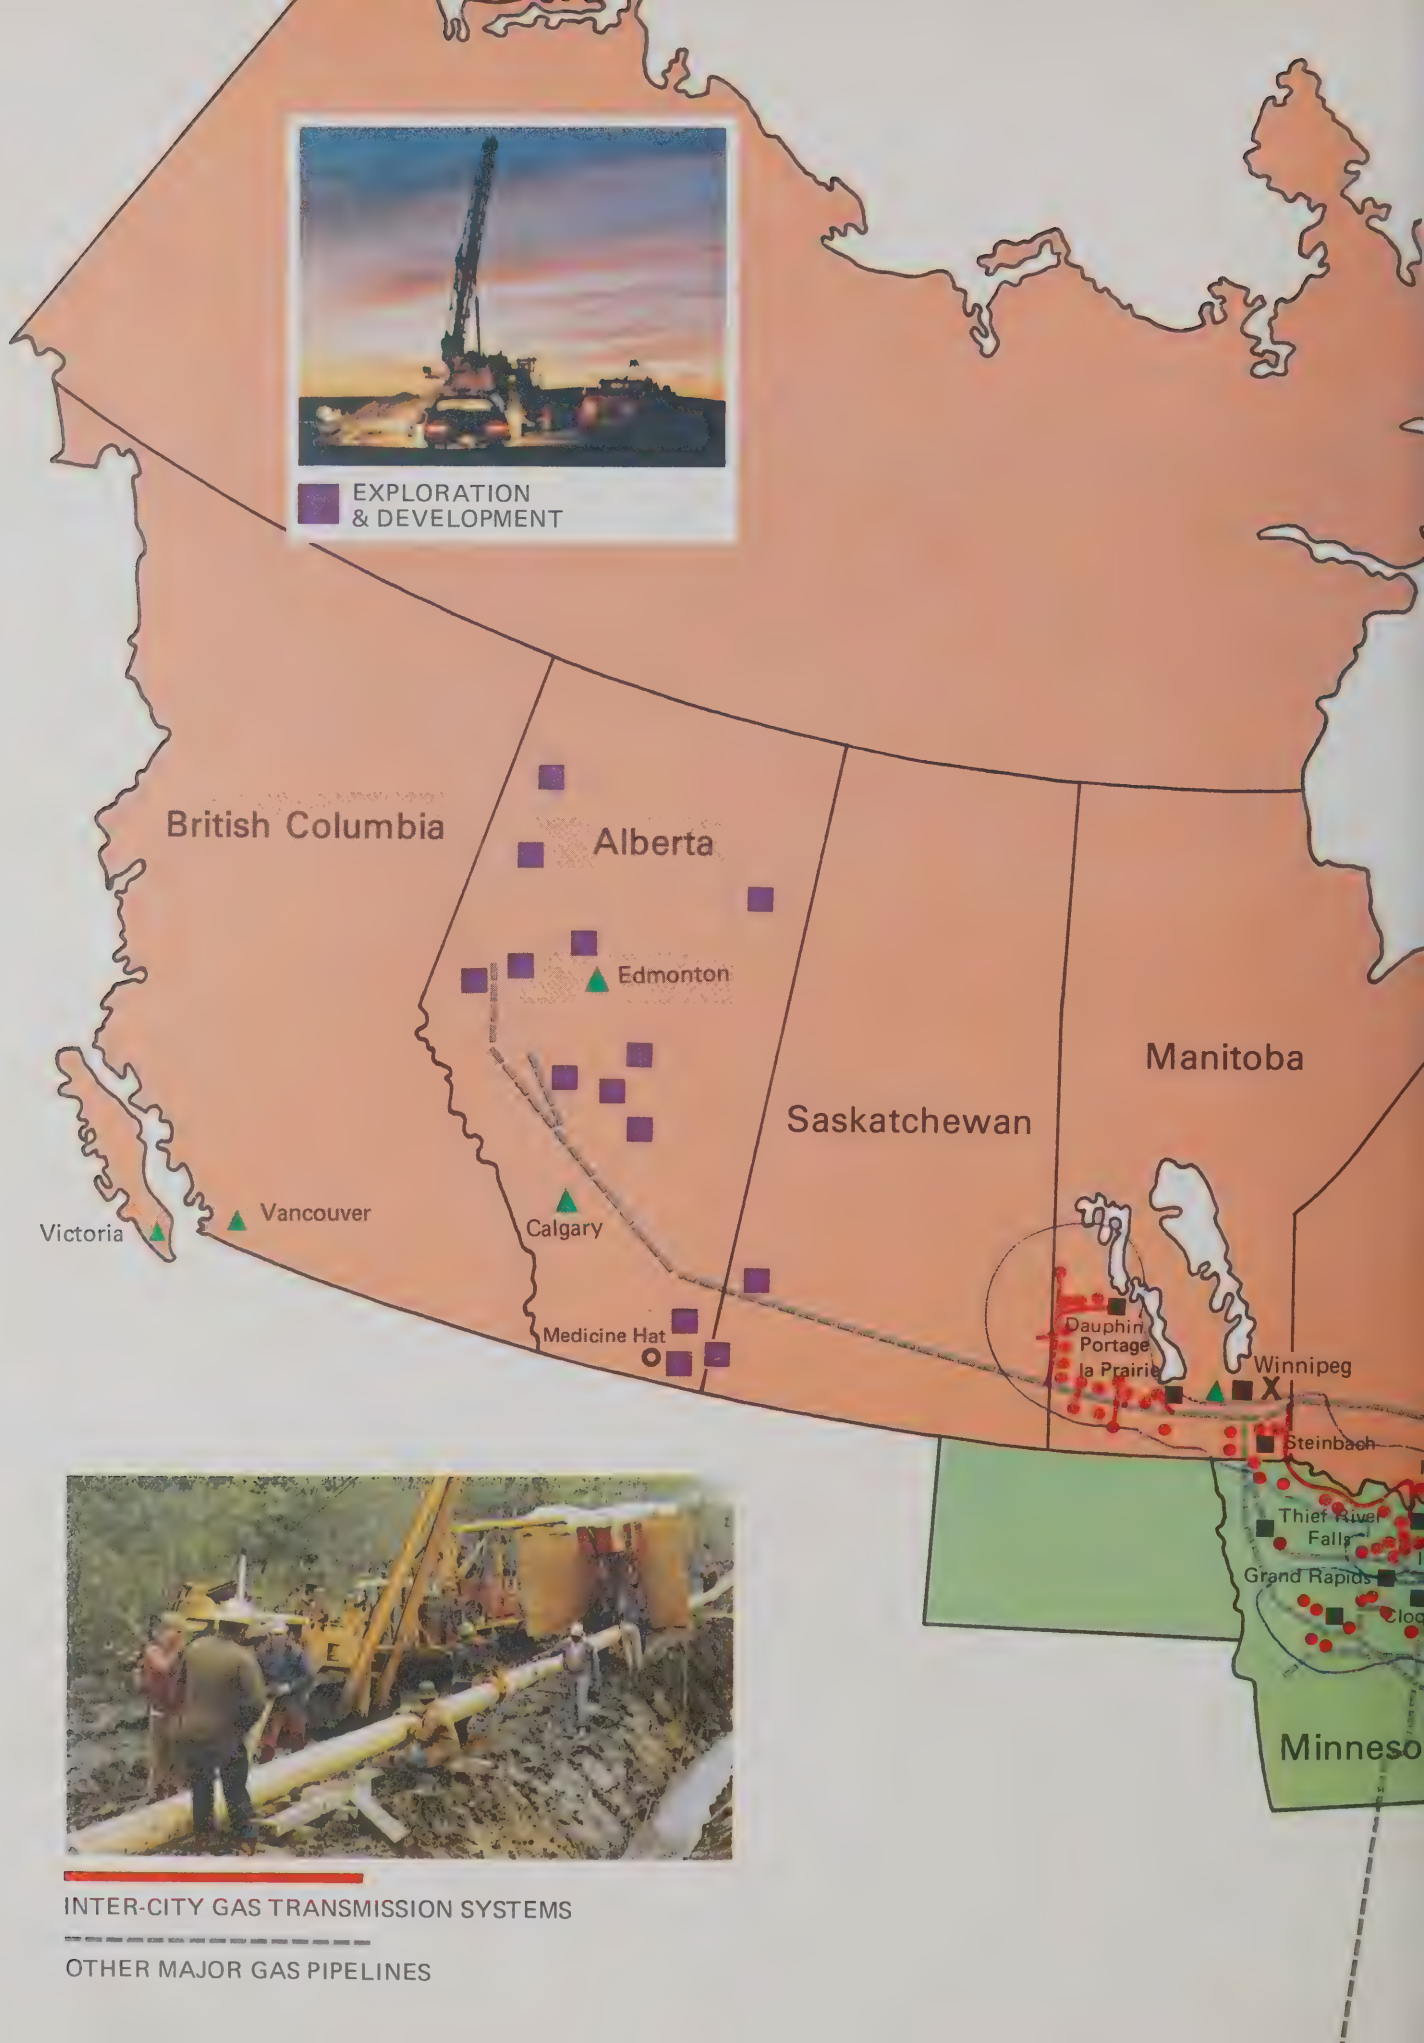 EXPLORATION
& DEVELOPMENT
British Columbia
Alberta
Edmonton
Manitoba
Saskatchewan
Victoria
Vancouver
Calgary
Medicine Hat
Dauphin
Portage
la Prairie
Winnipeg
X
Steinbach
Thief River
Falls
Grand Rapids
Cloq
Minneso
INTER-CITY GAS TRANSMISSION SYSTEMS
OTHER MAJOR GAS PIPELINES